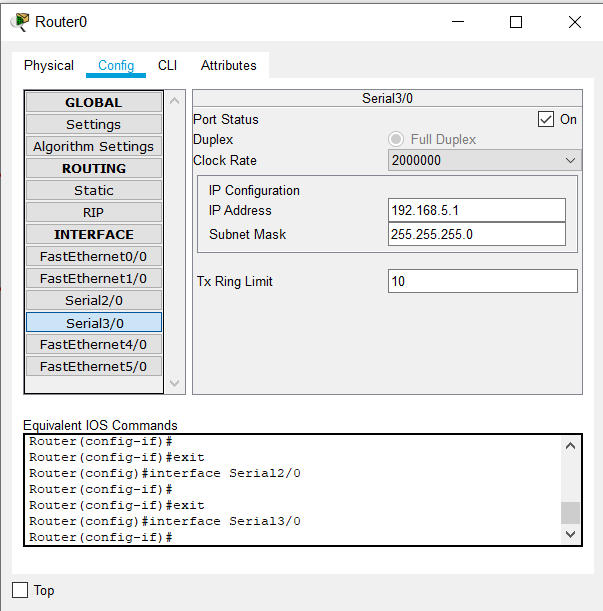 Router0
Physical Config CLI Attributes
GLOBAL
Settings
Algorithm Settings
ROUTING
Static
RIP
INTERFACE
FastEthernet0/0
FastEthernet1/0
Serial2/0
Serial3/0
FastEthernet4/0
FastEthernet5/0
Serial3/0
Port Status On
Duplex Full Duplex
Clock Rate 2000000
IP Configuration
IP Address 192.168.5.1
Subnet Mask 255.255.255.0
Tx Ring Limit 10
Equivalent IOS Commands
Router(config-if)#
Router(config-if)#exit
Router(config)#interface Serial2/0
Router(config-if)#
Router(config-if)#exit
Router(config)#interface Serial3/0
Router(config-if)#
Top